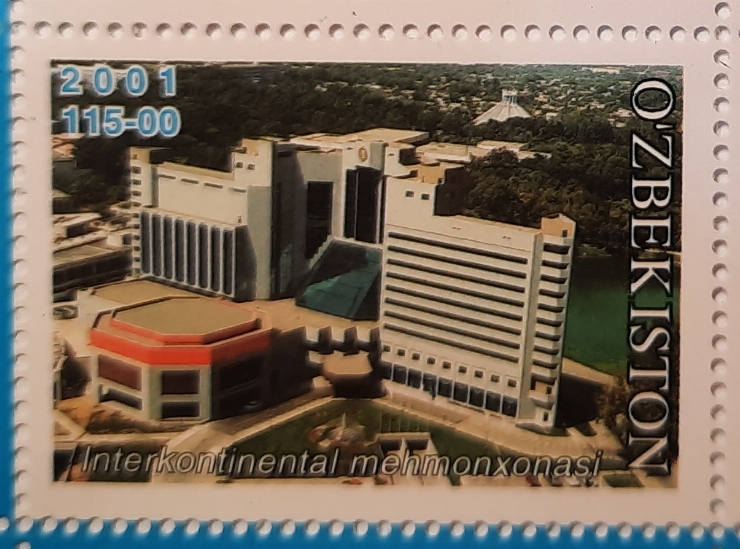 2001
115-00
O'ZBEKISTON
Interkontinental mehmonxonasi